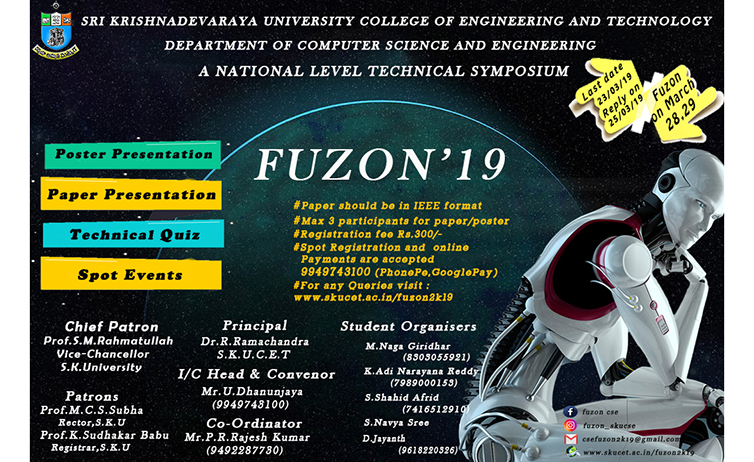 SRI KRISHNADEVARAYA UNIVERSITY COLLEGE OF ENGINEERING AND TECHNOLOGY
DEPARTMENT OF COMPUTER SCIENCE AND ENGINEERING
A NATIONAL LEVEL TECHNICAL SYMPOSIUM
Last date
23/03/19
Reply on
25/03/19
Fuzon
on March
28.29
FUZON'19
Poster Presentation
Paper Presentation
Technical Quiz
Spot Events
#Paper should be in IEEE format
#Max 3 participants for paper/poster
#Registration fee Rs.300/-
#Spot Registration and online
Payments are accepted
9949743100 (PhonePe,GooglePay)
#For any Queries visit :
www.skucet.ac.in/fuzon2k19
Chief Patron
Prof.S.M.Rahmatullah
Vice-Chancellor
S.K.University
Patrons
Prof.M.C.S.Subha
Rector,S.K.U
Prof.K.Sudhakar Babu
Registrar,S.K.U
Principal
Dr.R.Ramachandra
S.K.U.C.E.T
I/C Head & Convenor
Mr.U.Dhanunjaya
(9949743100)
Co-Ordinator
Mr.P.R.Rajesh Kumar
(9492287730)
Student Organisers
M.Naga Giridhar
(8303055921)
K.Adi Narayana Reddy
(7989000153)
S.Shahid Afrid
(7416512910)
S.Navya Sree
D.Jayanth
(9618220326)
fuzon cse
fuzon_skucse
csefuzon2k19@gmail.com
www.skucet.ac.in/fuzon2k19